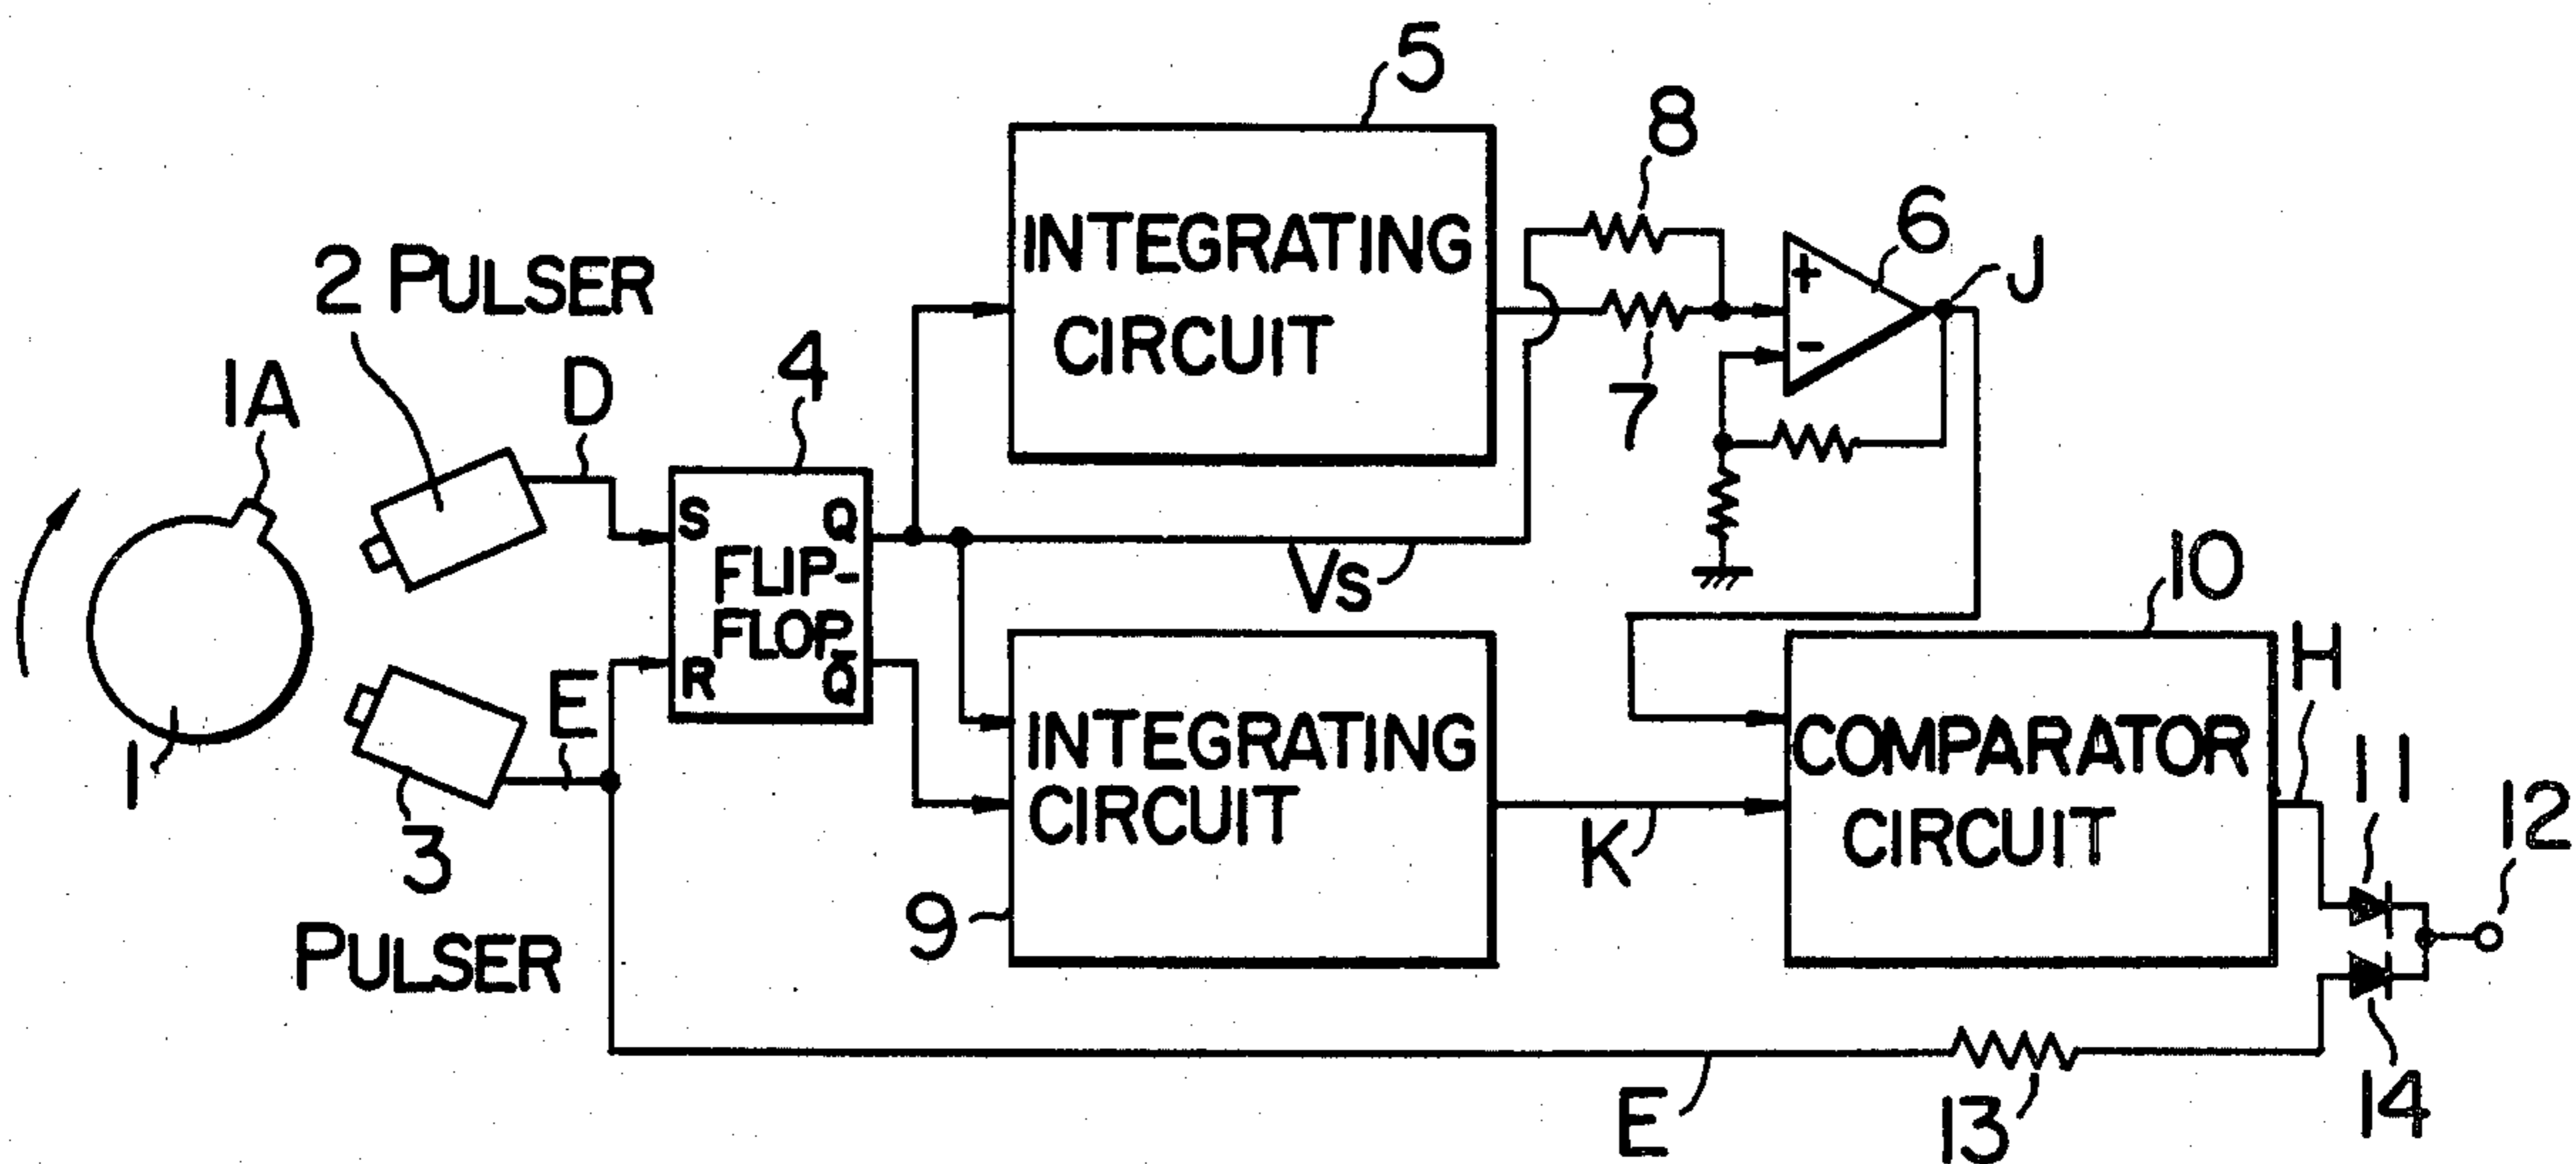 5
8
6
J
INTEGRATING
CIRCUIT
+
-
7
2 PULSER
1A
D
4
S
Q
FLIP-
FLOP
R
Q̅
Vs
10
1
E
3
PULSER
INTEGRATING
CIRCUIT
9
K
COMPARATOR
CIRCUIT
H
11
12
E
13
14